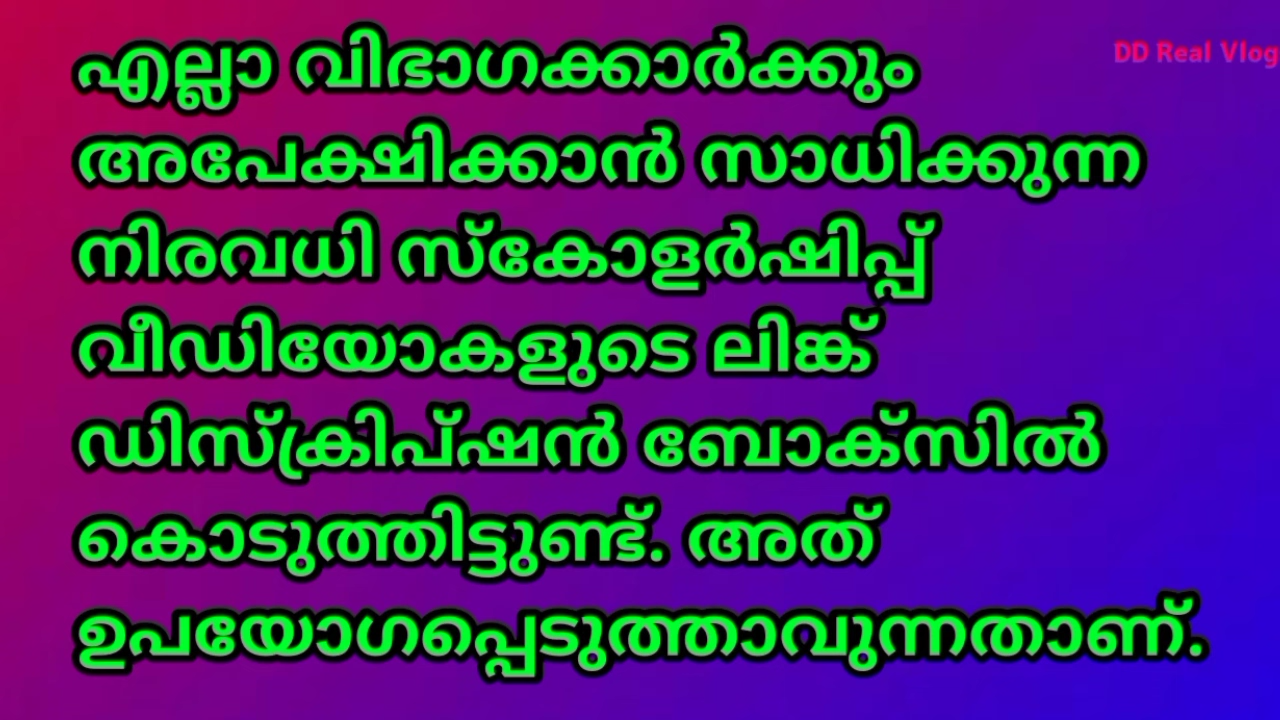 എല്ലാ വിഭാഗക്കാർക്കും
DD Real Vlog
അപേക്ഷിക്കാൻ സാധിക്കുന്ന
നിരവധി സ്കോളർഷിപ്പ്
വീഡിയോകളുടെ ലിങ്ക്
ഡിസ്ക്രിപ്ഷൻ ബോക്സിൽ
കൊടുത്തിട്ടുണ്ട്. അത്
ഉപയോഗപ്പെടുത്താവുന്നതാണ്.